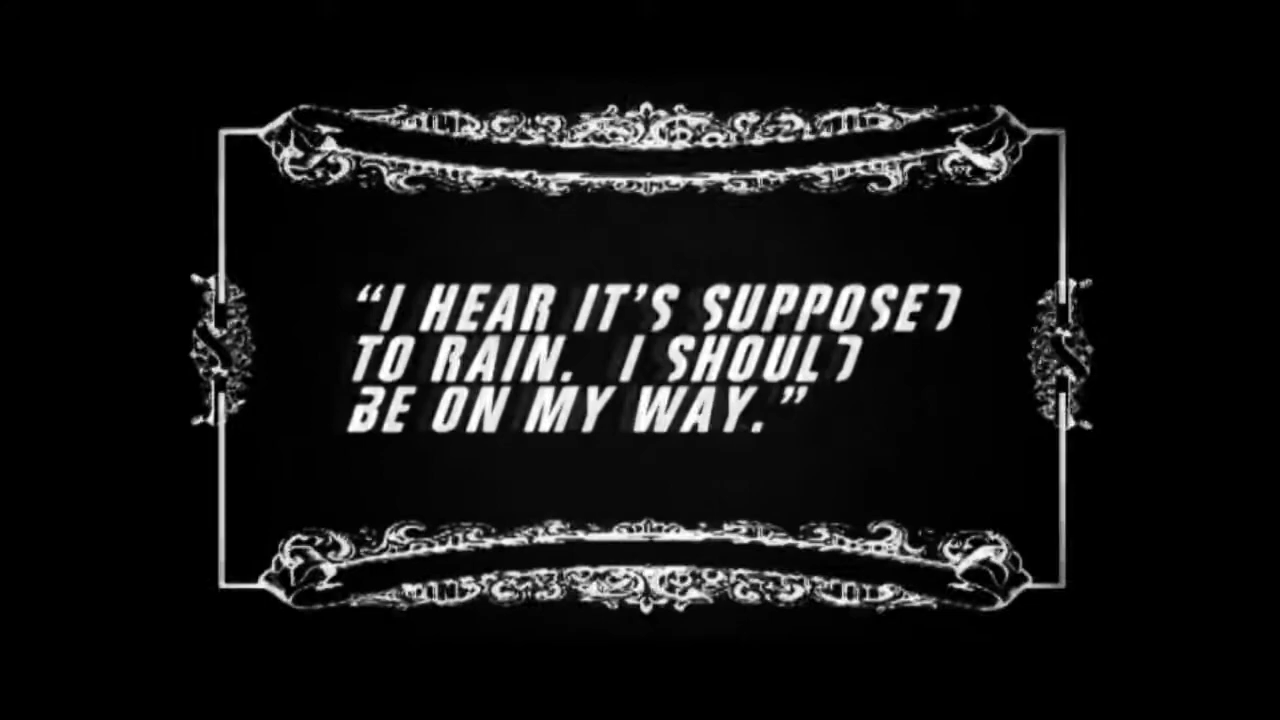 “I HEAR IT’S SUPPOSED
TO RAIN. I SHOULD
BE ON MY WAY.”